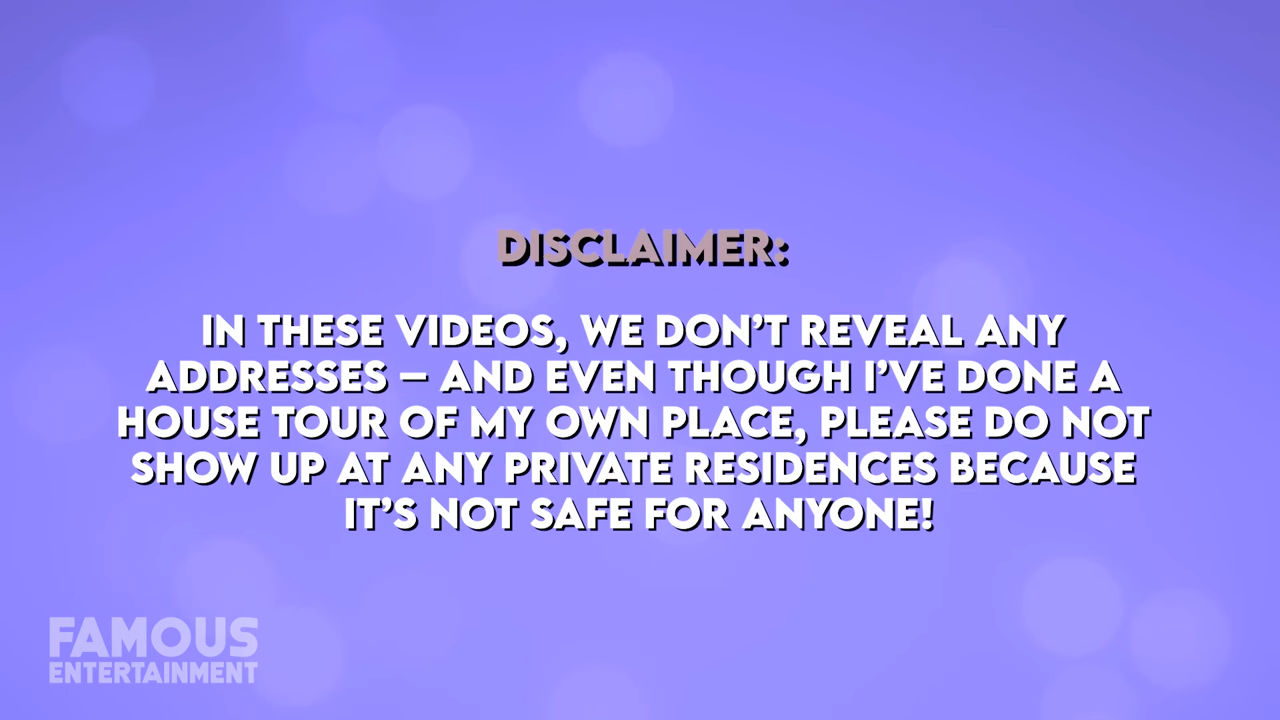 DISCLAIMER:
IN THESE VIDEOS, WE DON'T REVEAL ANY
ADDRESSES – AND EVEN THOUGH I'VE DONE A
HOUSE TOUR OF MY OWN PLACE, PLEASE DO NOT
SHOW UP AT ANY PRIVATE RESIDENCES BECAUSE
IT'S NOT SAFE FOR ANYONE!
FAMOUS
ENTERTAINMENT